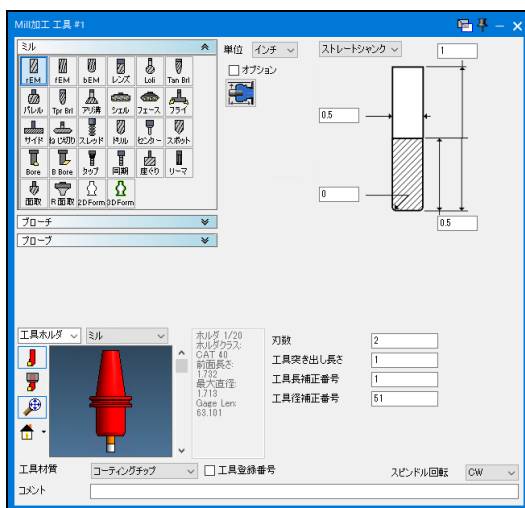 Mill加工 工具 #1
ミル
単位 インチ ストレートシャンク 1
オプション
rEM fEM bEM レンズ Loli Tan Brl
バレル Tpr Brl アリ溝 シェル フェース フライ
サイド ねじ切り スレッド ドリル センター スポット
Bore B Bore タップ 同期 座ぐり リーマ
面取 R面取 2D Form 3D Form
0.5
0
0.5
ブローチ
プローブ
工具ホルダ ミル
ホルダ 1/20
ホルダクラス:
CAT 40
前面長さ:
1.732
最大直径:
1.713
Gage Len:
63.101
刃数 2
工具突き出し長さ 1
工具長補正番号 1
工具径補正番号 51
工具材質 コーティングチップ 工具登録番号 スピンドル回転 CW
コメント